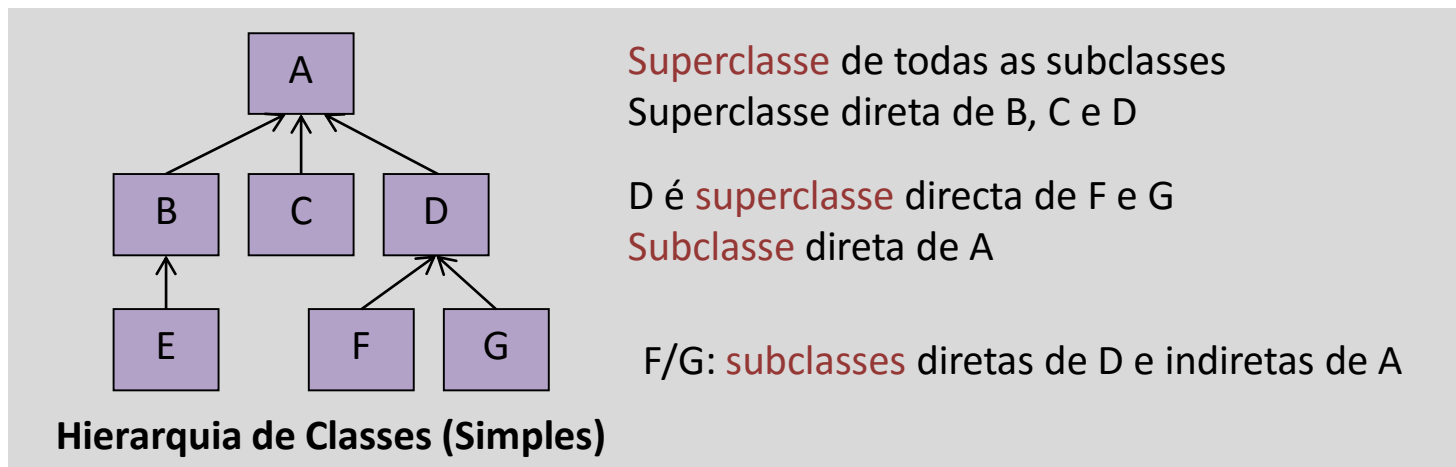 A
Superclasse de todas as subclasses
Superclasse direta de B, C e D
B C D
D é superclasse directa de F e G
Subclasse direta de A
E F G
F/G: subclasses diretas de D e indiretas de A
Hierarquia de Classes (Simples)